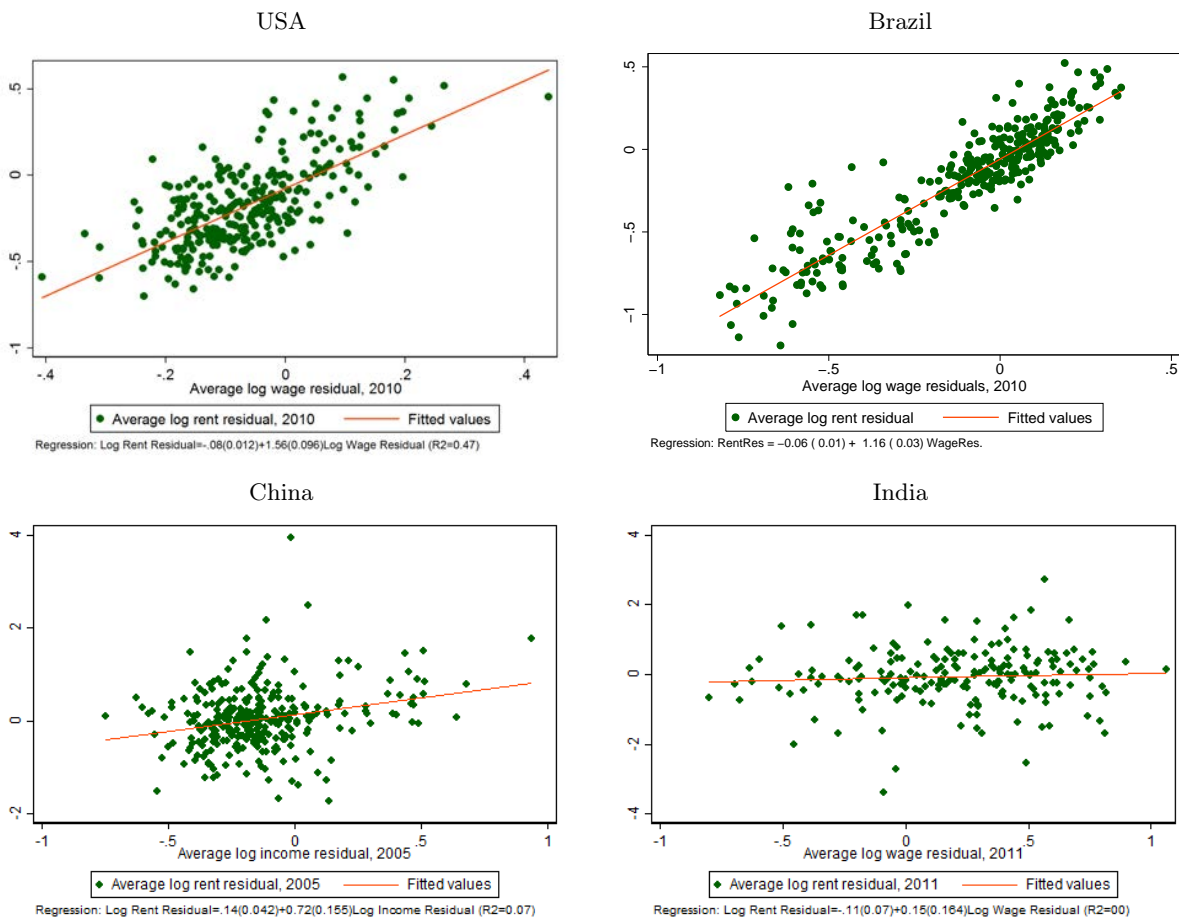 USA
.5
0
-.5
-1
-.4
-.2
0
.2
.4
Average log wage residual, 2010
Average log rent residual, 2010 Fitted values
Regression: Log Rent Residual=-.08(0.012)+1.56(0.096)Log Wage Residual (R2=0.47)
Brazil
.5
0
−.5
−1
−1
−.5
0
.5
Average log wage residuals, 2010
Average log rent residual Fitted values
Regression: RentRes = −0.06 ( 0.01) + 1.16 ( 0.03) WageRes.
China
4
2
0
-2
-1
-.5
0
.5
1
Average log income residual, 2005
Average log rent residual, 2005 Fitted values
Regression: Log Rent Residual=.14(0.042)+0.72(0.155)Log Income Residual (R2=0.07)
India
4
2
0
-2
-4
-1
-.5
0
.5
1
Average log wage residual, 2011
Average log rent residual, 2011 Fitted values
Regression: Log Rent Residual=-.11(0.07)+0.15(0.164)Log Wage Residual (R2=00)